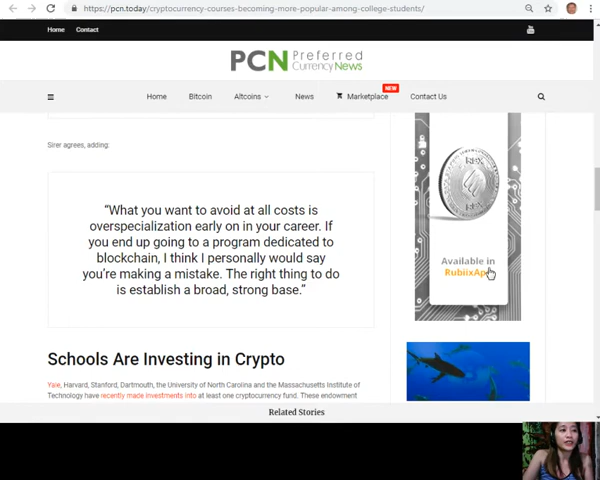 https://pcn.today/cryptocurrency-courses-becoming-more-popular-among-college-students/
Home Contact
You Tube
PCN Preferred Currency News
NEW
Home Bitcoin Altcoins News Marketplace Contact Us
Sirer agrees, adding:
“What you want to avoid at all costs is
overspecialization early on in your career. If
you end up going to a program dedicated to
blockchain, I think I personally would say
you’re making a mistake. The right thing to do
is establish a broad, strong base.”
REX
REX
Available in
RubiixAp
Schools Are Investing in Crypto
Yale, Harvard, Stanford, Dartmouth, the University of North Carolina and the Massachusetts Institute of
Technology have recently made investments into at least one cryptocurrency fund. These endowment
Related Stories